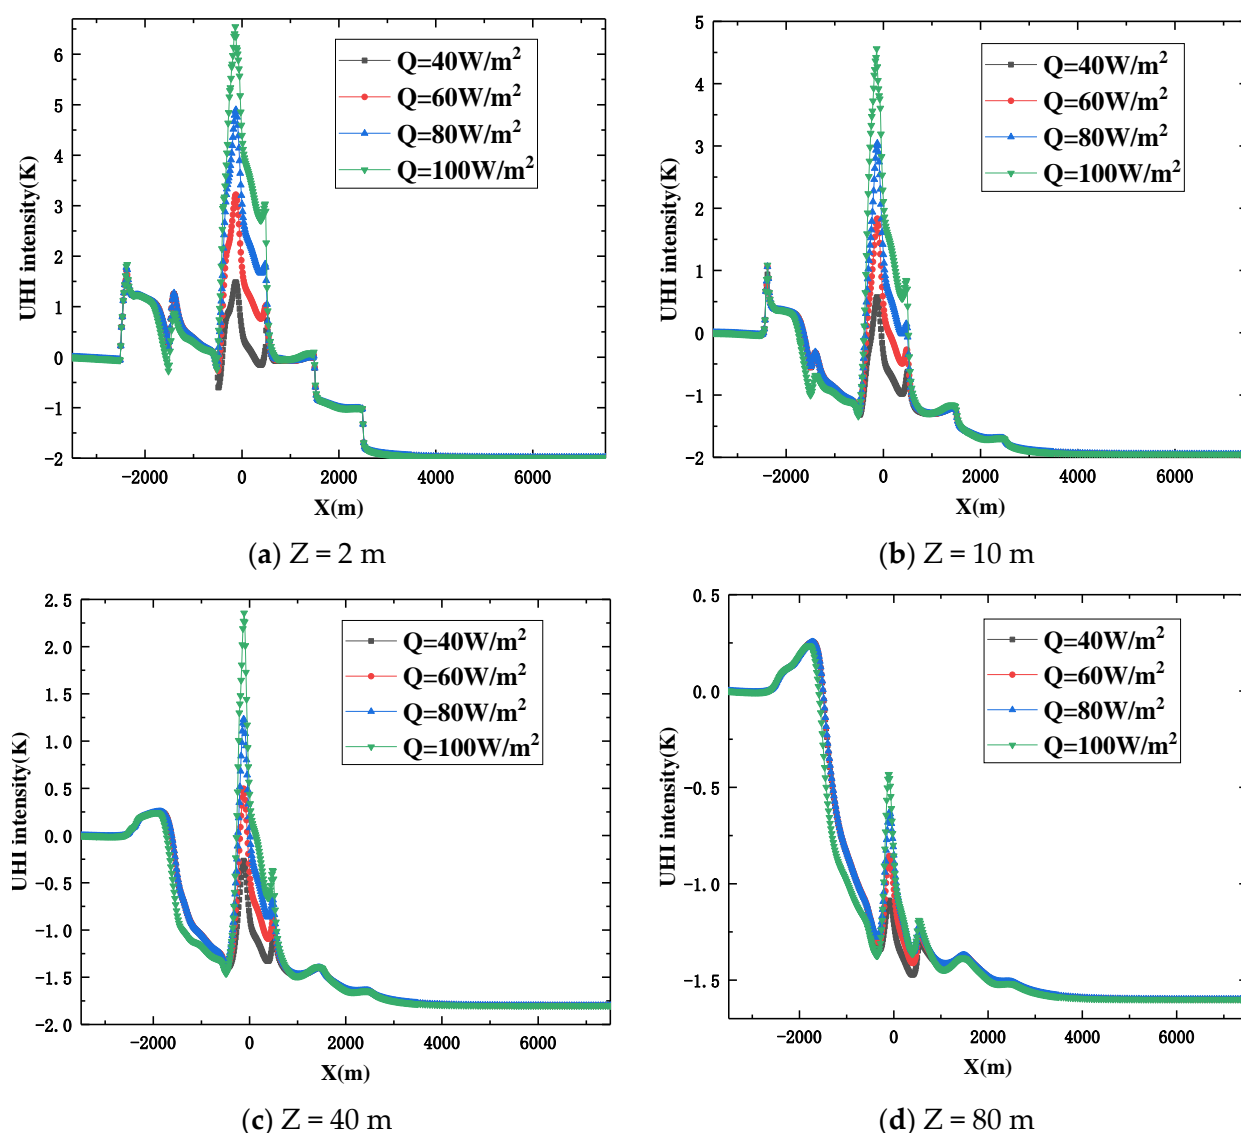 6
5
4
3
2
1
0
-1
-2
UHI intensity(K)
Q=40W/m²
Q=60W/m²
Q=80W/m²
Q=100W/m²
-2000 0 2000 4000 6000
X(m)
(a) Z = 2 m
5
4
3
2
1
0
-1
-2
UHI intensity(K)
Q=40W/m²
Q=60W/m²
Q=80W/m²
Q=100W/m²
-2000 0 2000 4000 6000
X(m)
(b) Z = 10 m
2.5
2.0
1.5
1.0
0.5
0.0
-0.5
-1.0
-1.5
-2.0
UHI intensity(K)
Q=40W/m²
Q=60W/m²
Q=80W/m²
Q=100W/m²
-2000 0 2000 4000 6000
X(m)
(c) Z = 40 m
0.5
0.0
-0.5
-1.0
-1.5
UHI intensity(K)
Q=40W/m²
Q=60W/m²
Q=80W/m²
Q=100W/m²
-2000 0 2000 4000 6000
X(m)
(d) Z = 80 m